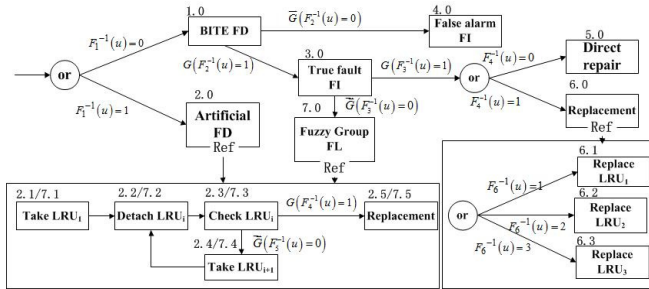 1.0
BITE FD
G̅(F₂⁻¹(u)=0)
4.0
False alarm
FI
F₁⁻¹(u)=0
G(F₂⁻¹(u)=1)
3.0
True fault
FI
G(F₃⁻¹(u)=1)
or
F₄⁻¹(u)=0
5.0
Direct
repair
or
F₁⁻¹(u)=1
2.0
Artificial
FD
Ref
7.0
G̃(F₃⁻¹(u)=0)
Fuzzy Group
FL
Ref
F₄⁻¹(u)=1
6.0
Replacement
Ref
2.1/7.1
Take LRU₁
2.2/7.2
Detach LRUᵢ
2.3/7.3
Check LRUᵢ
G(F₄⁻¹(u)=1)
2.5/7.5
Replacement
2.4/7.4
G̃(F₅⁻¹(u)=0)
Take LRUᵢ₊₁
or
F₆⁻¹(u)=1
6.1
Replace
LRU₁
F₆⁻¹(u)=2
6.2
Replace
LRU₂
F₆⁻¹(u)=3
6.3
Replace
LRU₃